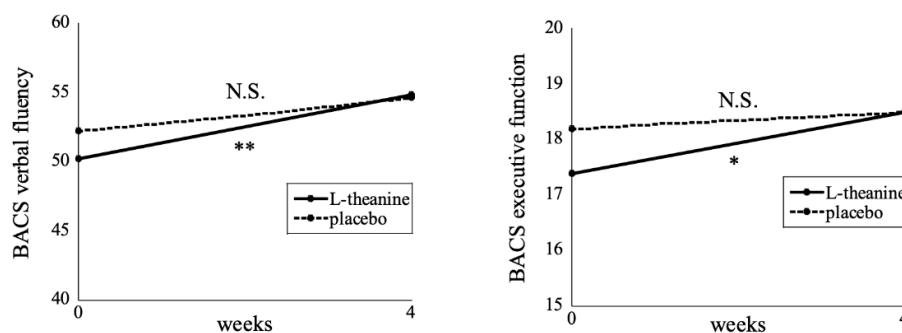 BACS verbal fluency
60
55
50
45
40
N.S.
**
L-theanine
placebo
0
weeks
4
BACS executive function
20
19
18
18
17
16
15
N.S.
*
L-theanine
placebo
0
weeks
4